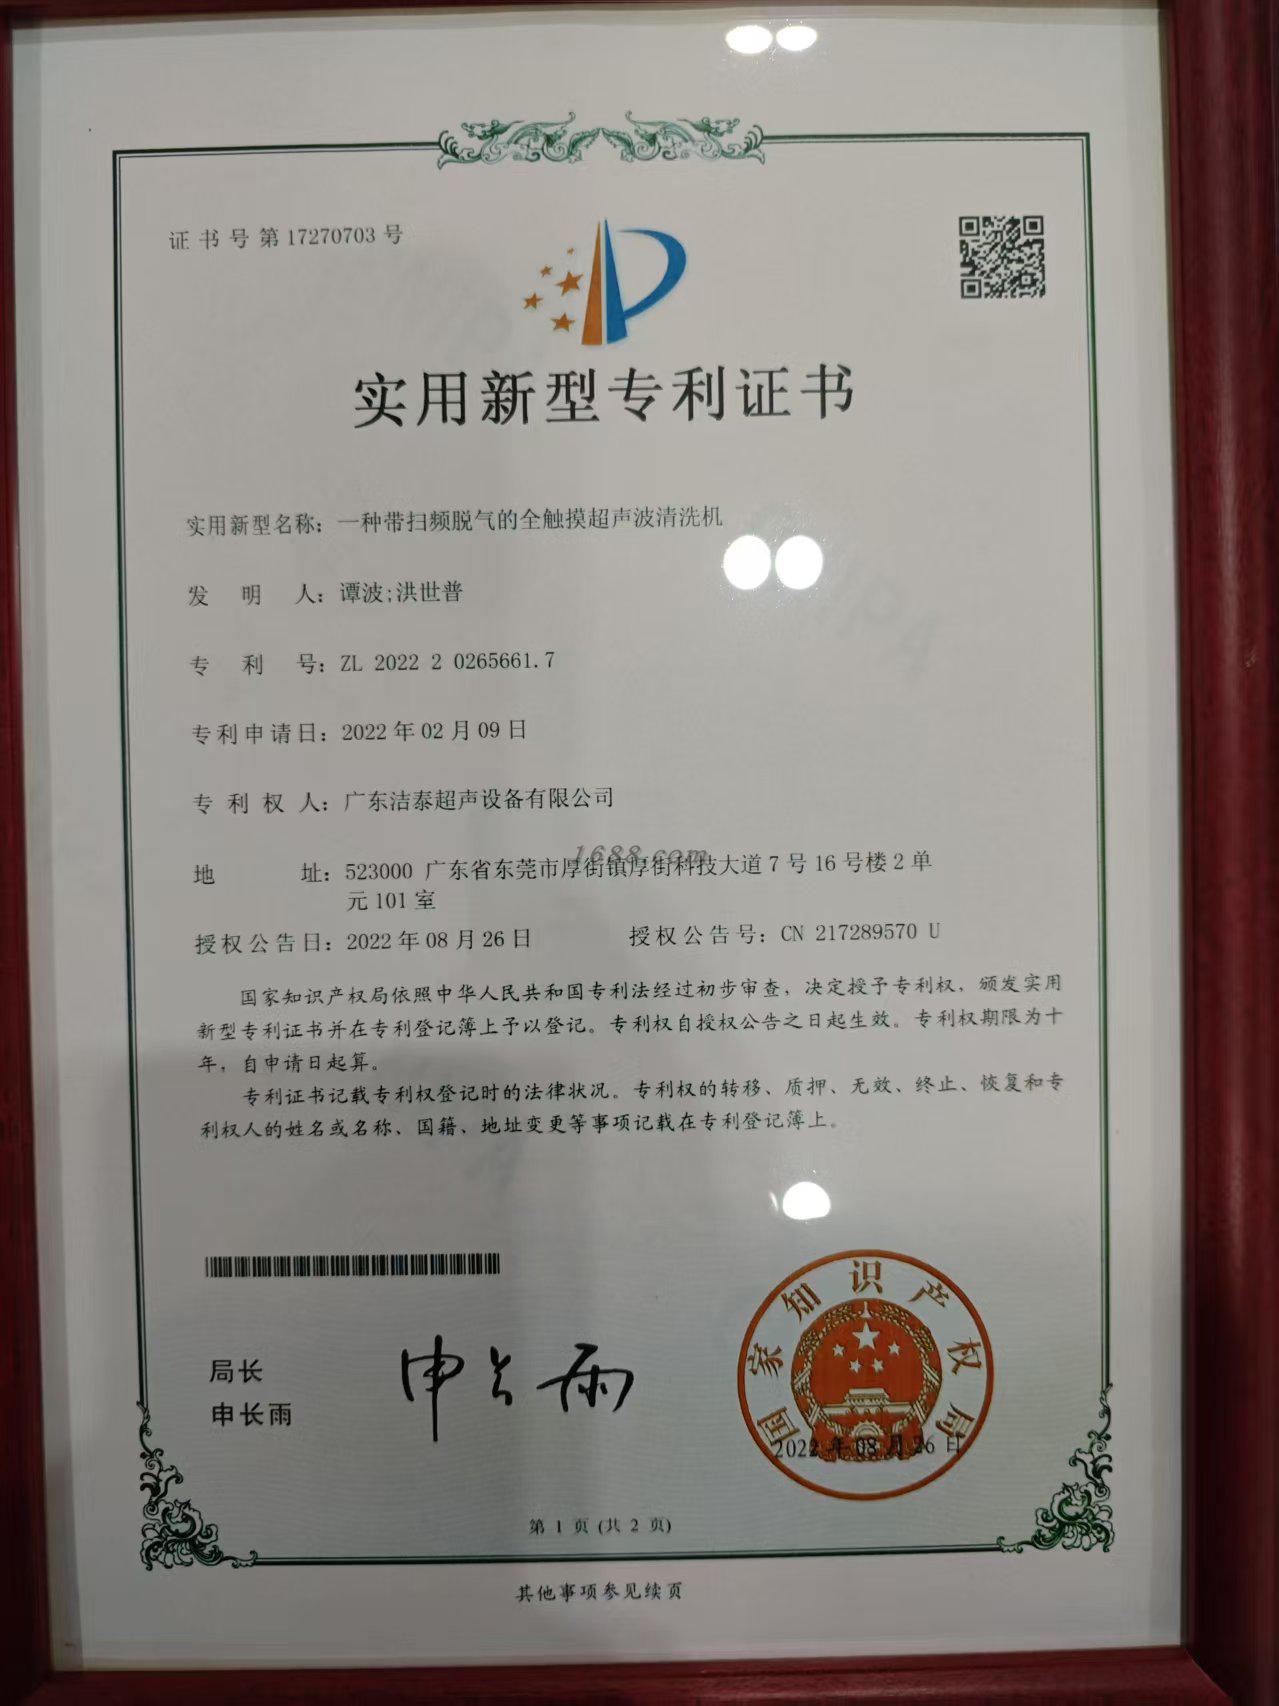 证书号第17270703号
实用新型专利证书
实用新型名称：一种带扫频脱气的全触摸超声波清洗机
发明人：谭波;洪世普
专利号：ZL 2022 2 0265661.7
专利申请日：2022年02月09日
专利权人：广东洁泰超声设备有限公司
1688.com
地址：523000 广东省东莞市厚街镇厚街科技大道7号16号楼2单
元101室
授权公告日：2022年08月26日 授权公告号：CN 217289570 U
国家知识产权局依照中华人民共和国专利法经过初步审查，决定授予专利权，颁发实用
新型专利证书并在专利登记簿上予以登记。专利权自授权公告之日起生效。专利权期限为十
年，自申请日起算。
专利证书记载专利权登记时的法律状况。专利权的转移、质押、无效、终止、恢复和专
利权人的姓名或名称、国籍、地址变更等事项记载在专利登记簿上。
局长
申长雨
申长雨
国家知识产权局
2022年08月26日
第 1 页 (共 2 页)
其他事项参见续页